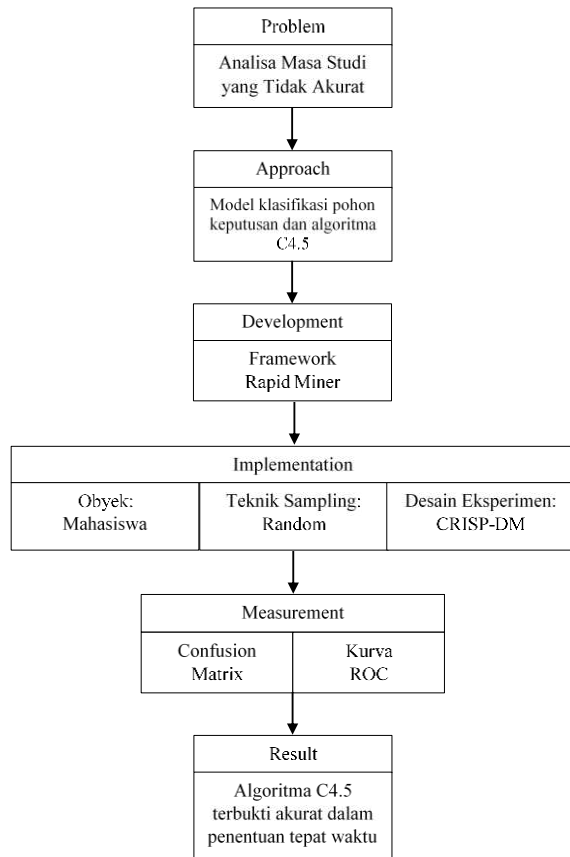 Problem
Analisa Masa Studi
yang Tidak Akurat
Approach
Model klasifikasi pohon
keputusan dan algoritma
C4.5
Development
Framework
Rapid Miner
Implementation
Obyek:
Mahasiswa
Teknik Sampling:
Random
Desain Eksperimen:
CRISP-DM
Measurement
Confusion
Matrix
Kurva
ROC
Result
Algoritma C4.5
terbukti akurat dalam
penentuan tepat waktu